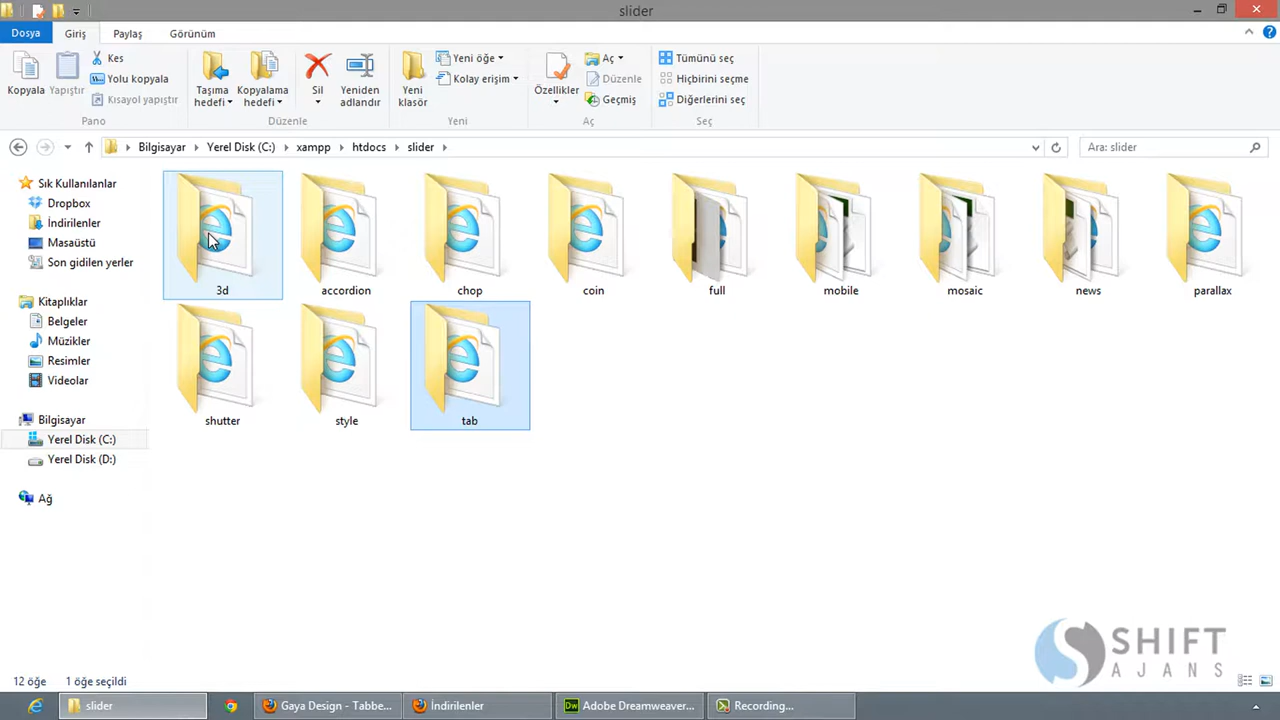 slider
Dosya Giriş Paylaş Görünüm
Kopyala
Yapıştır
Kes
Yolu kopyala
Kısayol yapıştır
Pano
Taşıma hedefi
Kopyalama hedefi
Sil
Yeniden adlandır
Düzenle
Yeni klasör
Yeni öğe
Kolay erişim
Yeni
Özellikler
Aç
Düzenle
Geçmiş
Aç
Tümünü seç
Hiçbirini seçme
Diğerlerini seç
Seç
Bilgisayar Yerel Disk (C:) xampp htdocs slider
Ara: slider
Sık Kullanılanlar
Dropbox
İndirilenler
Masaüstü
Son gidilen yerler
Kitaplıklar
Belgeler
Müzikler
Resimler
Videolar
Bilgisayar
Yerel Disk (C:)
Yerel Disk (D:)
Ağ
3d accordion chop coin full mobile mosaic news parallax
shutter style tab
SHIFT
AJANS
12 öğe 1 öğe seçildi
slider
Gaya Design - Tabbe...
İndirilenler
Dw Adobe Dreamweaver...
Recording...